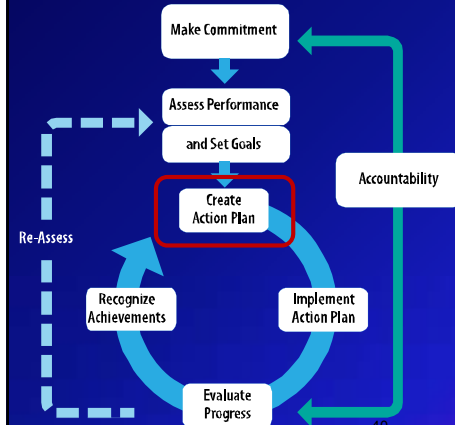 Make Commitment
Assess Performance
and Set Goals
Create
Action Plan
Accountability
Re-Assess
Recognize
Achievements
Implement
Action Plan
Evaluate
Progress